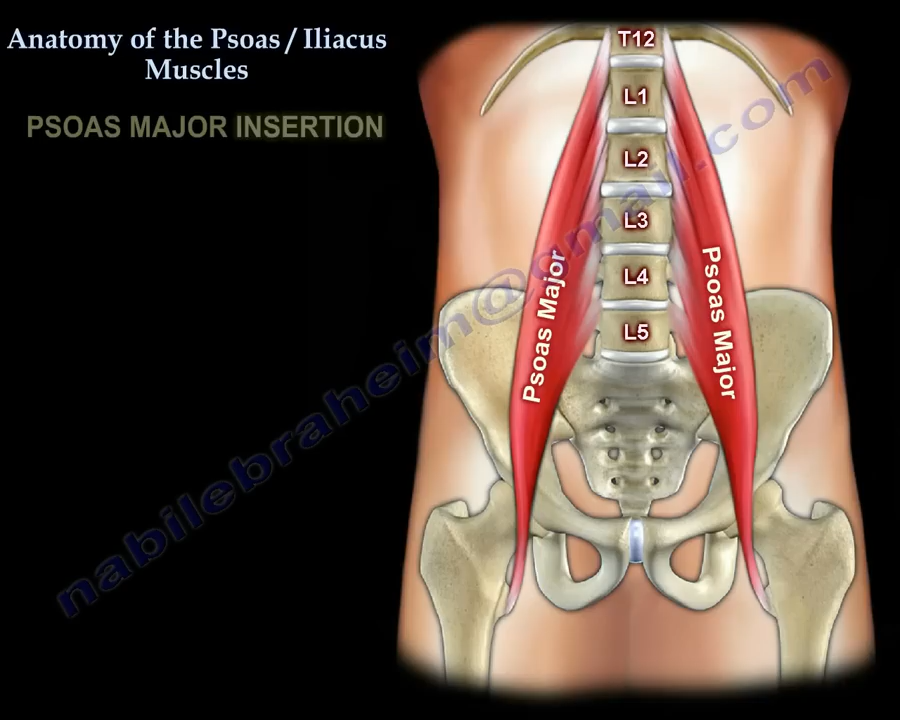 Anatomy of the Psoas / Iliacus
Muscles
PSOAS MAJOR INSERTION
T12
L1
L2
L3
L4
L5
Psoas Major
Psoas Major
nabilebraheim@gmail.com